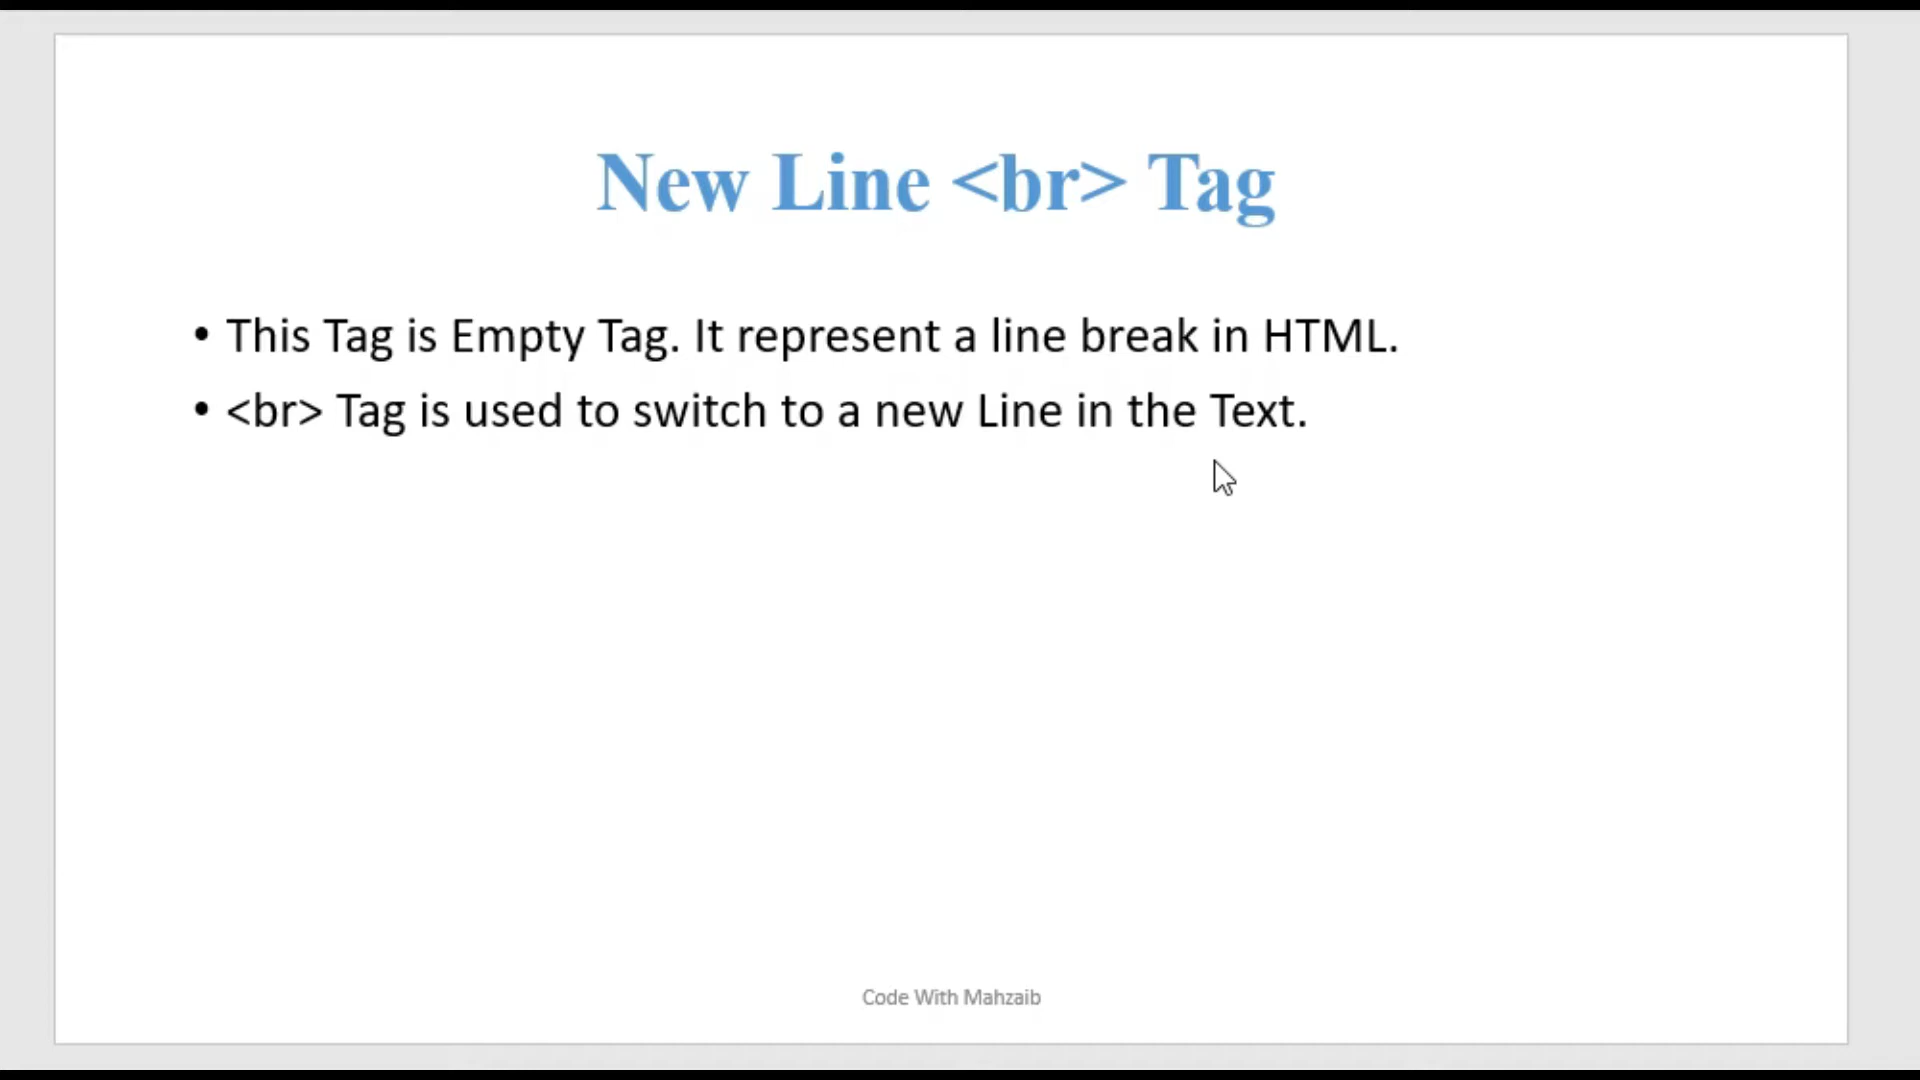 New Line <br> Tag
• This Tag is Empty Tag. It represent a line break in HTML.
• <br> Tag is used to switch to a new Line in the Text.
Code With Mahzaib